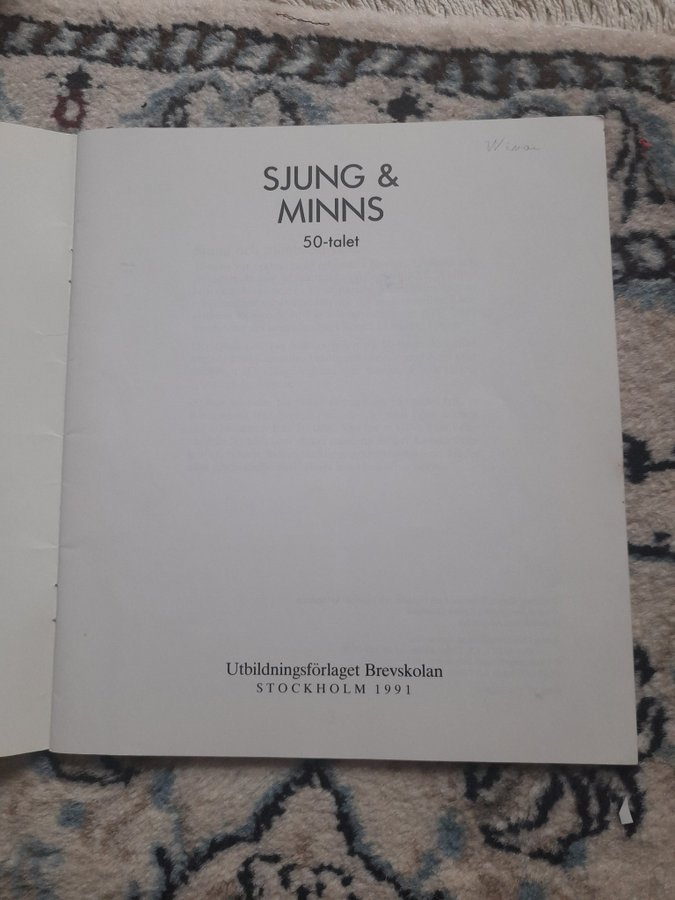 SJUNG &
MINNS
50-talet
Utbildningsförlaget Brevskolan
STOCKHOLM 1991